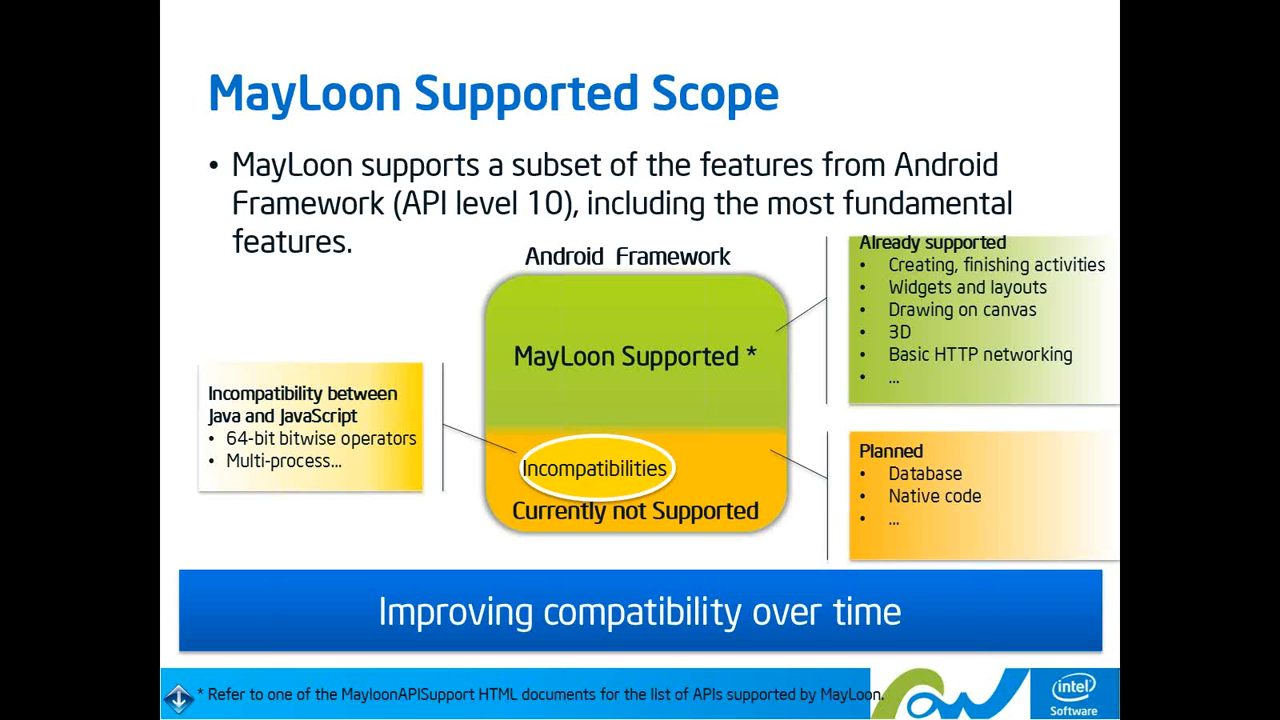 MayLoon Supported Scope
• MayLoon supports a subset of the features from Android
Framework (API level 10), including the most fundamental
features.
Android Framework
MayLoon Supported *
Incompatibilities
Currently not Supported
Already supported
• Creating, finishing activities
• Widgets and layouts
• Drawing on canvas
• 3D
• Basic HTTP networking
• ...
Incompatibility between
Java and JavaScript
• 64-bit bitwise operators
• Multi-process...
Planned
• Database
• Native code
• ...
Improving compatibility over time
* Refer to one of the MayloonAPISupport HTML documents for the list of APIs supported by MayLoon.
intel
Software